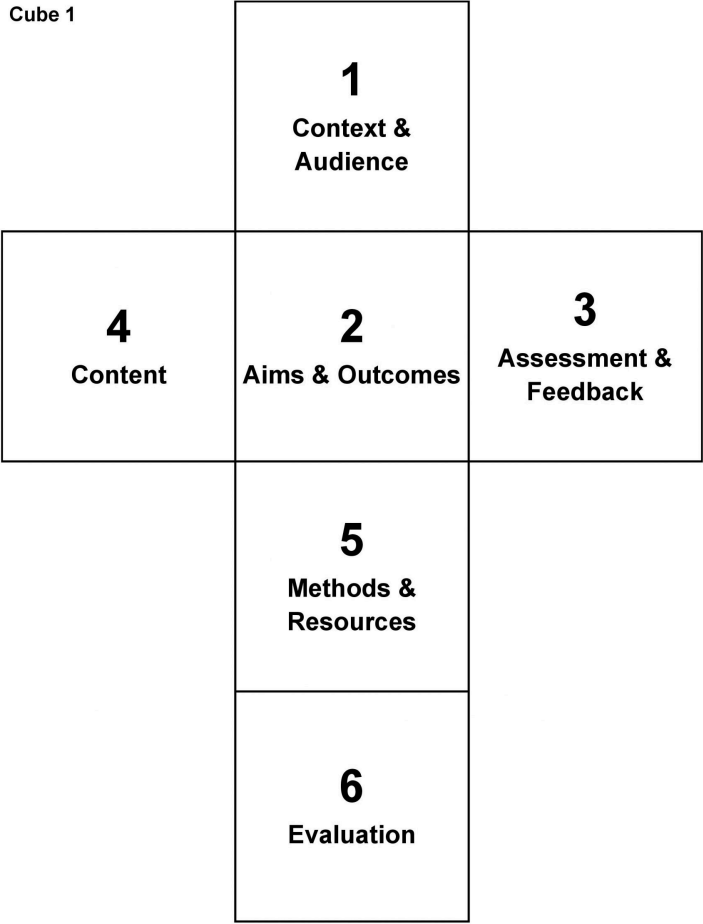 Cube 1
1
Context &
Audience
4
Content
2
Aims & Outcomes
3
Assessment &
Feedback
5
Methods &
Resources
6
Evaluation